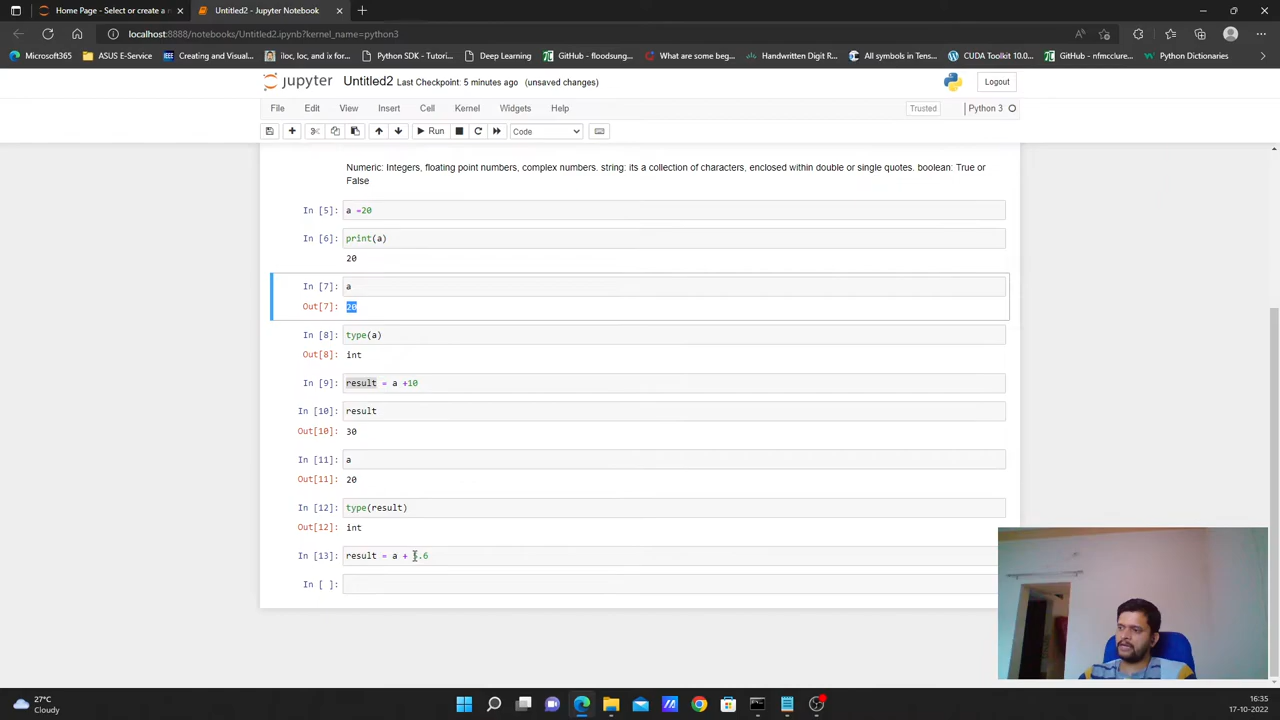 Home Page - Select or create a n
Untitled2 - Jupyter Notebook
localhost:8888/notebooks/Untitled2.ipynb?kernel_name=python3
Microsoft365
ASUS E-Service
Creating and Visual...
iloc, loc, and ix for...
Python SDK - Tutori...
Deep Learning
GitHub - floodsung...
What are some beg...
Handwritten Digit R...
All symbols in Tens...
CUDA Toolkit 10.0...
GitHub - nfmcclure...
Python Dictionaries
jupyter Untitled2 Last Checkpoint: 5 minutes ago (unsaved changes)
Logout
File Edit View Insert Cell Kernel Widgets Help
Trusted
Python 3
Run
Code
Numeric: Integers, floating point numbers, complex numbers. string: its a collection of characters, enclosed within double or single quotes. boolean: True or
False
In [5]: a =20
In [6]: print(a)
20
In [7]: a
Out[7]: 20
In [8]: type(a)
Out[8]: int
In [9]: result = a +10
In [10]: result
Out[10]: 30
In [11]: a
Out[11]: 20
In [12]: type(result)
Out[12]: int
In [13]: result = a + .6
In [ ]:
27°C
Cloudy
16:35
17-10-2022